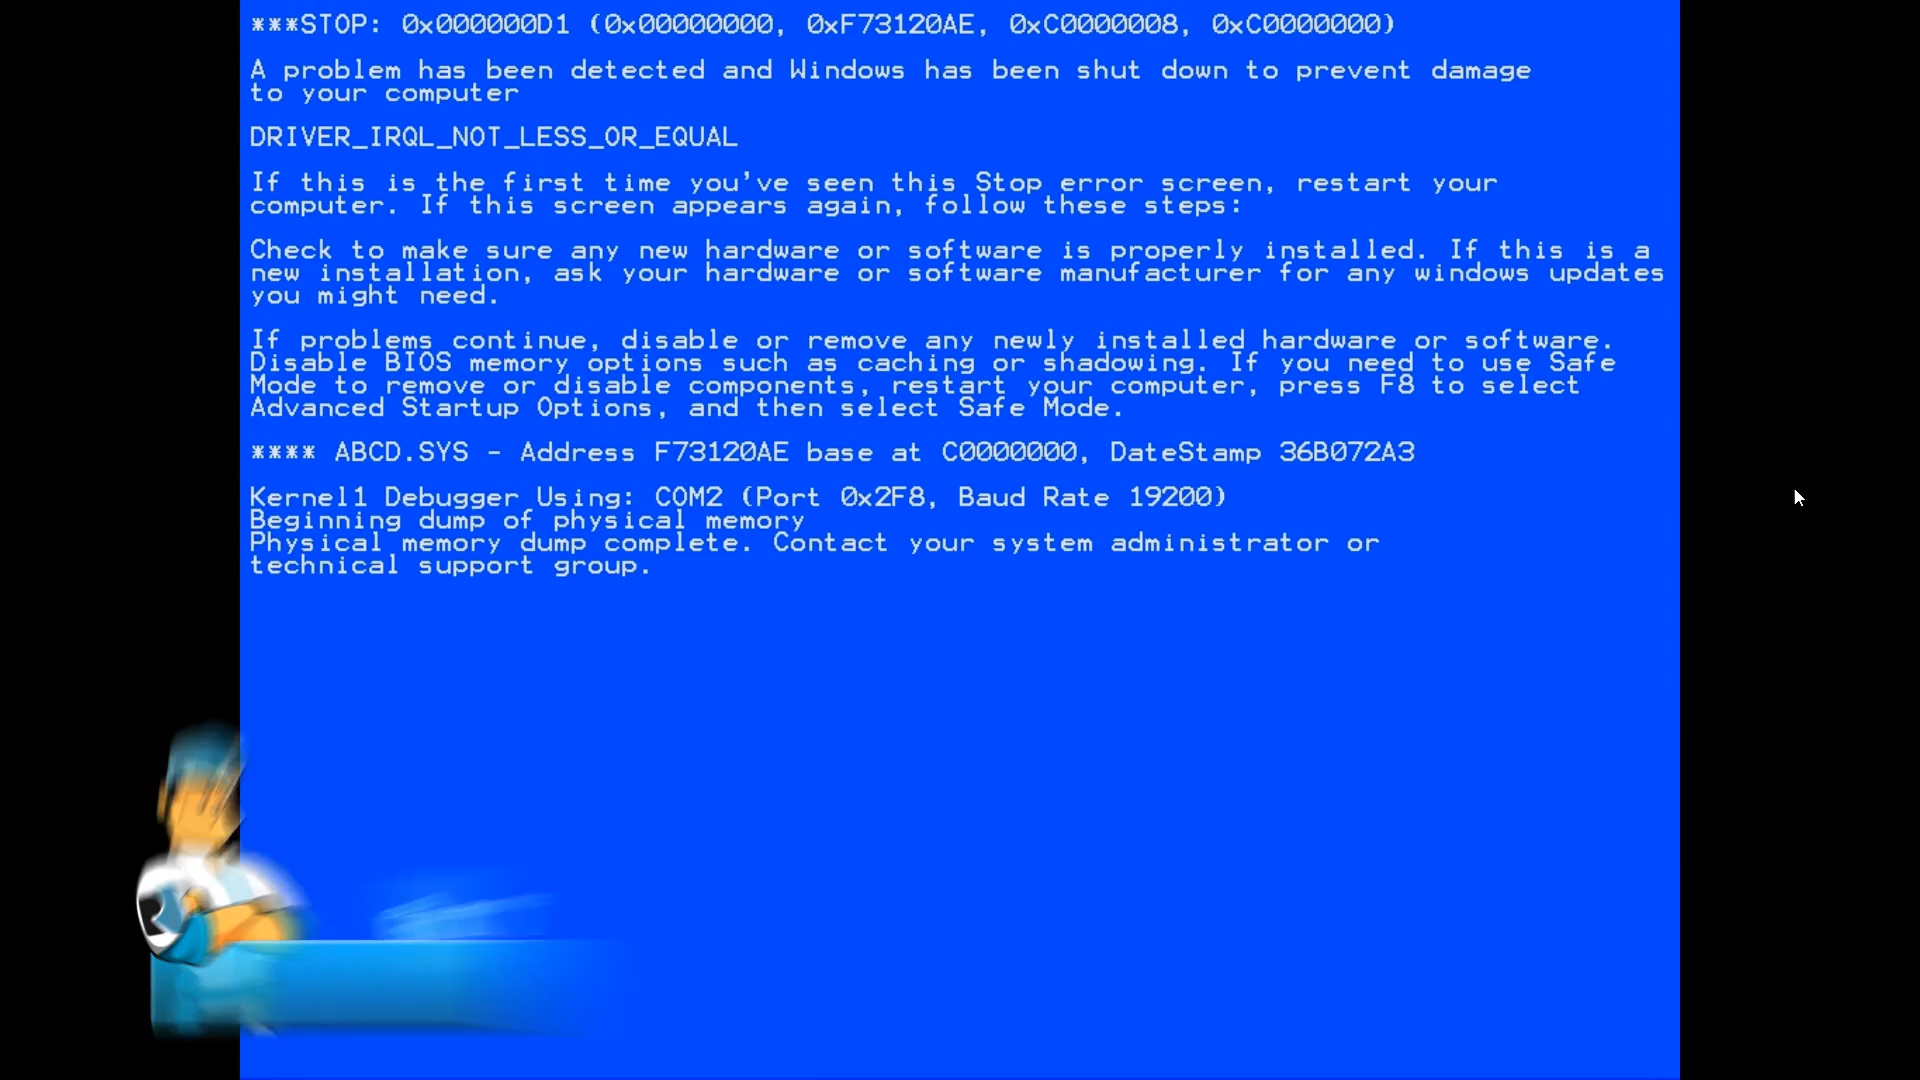 ***STOP: 0x000000D1 (0x00000000, 0xF73120AE, 0xC0000008, 0xC0000000)
A problem has been detected and Windows has been shut down to prevent damage
to your computer
DRIVER_IRQL_NOT_LESS_OR_EQUAL
If this is the first time you've seen this Stop error screen, restart your
computer. If this screen appears again, follow these steps:
Check to make sure any new hardware or software is properly installed. If this is a
new installation, ask your hardware or software manufacturer for any windows updates
you might need.
If problems continue, disable or remove any newly installed hardware or software.
Disable BIOS memory options such as caching or shadowing. If you need to use Safe
Mode to remove or disable components, restart your computer, press F8 to select
Advanced Startup Options, and then select Safe Mode.
**** ABCD.SYS - Address F73120AE base at C0000000, DateStamp 36B072A3
Kernel1 Debugger Using: COM2 (Port 0x2F8, Baud Rate 19200)
Beginning dump of physical memory
Physical memory dump complete. Contact your system administrator or
technical support group.